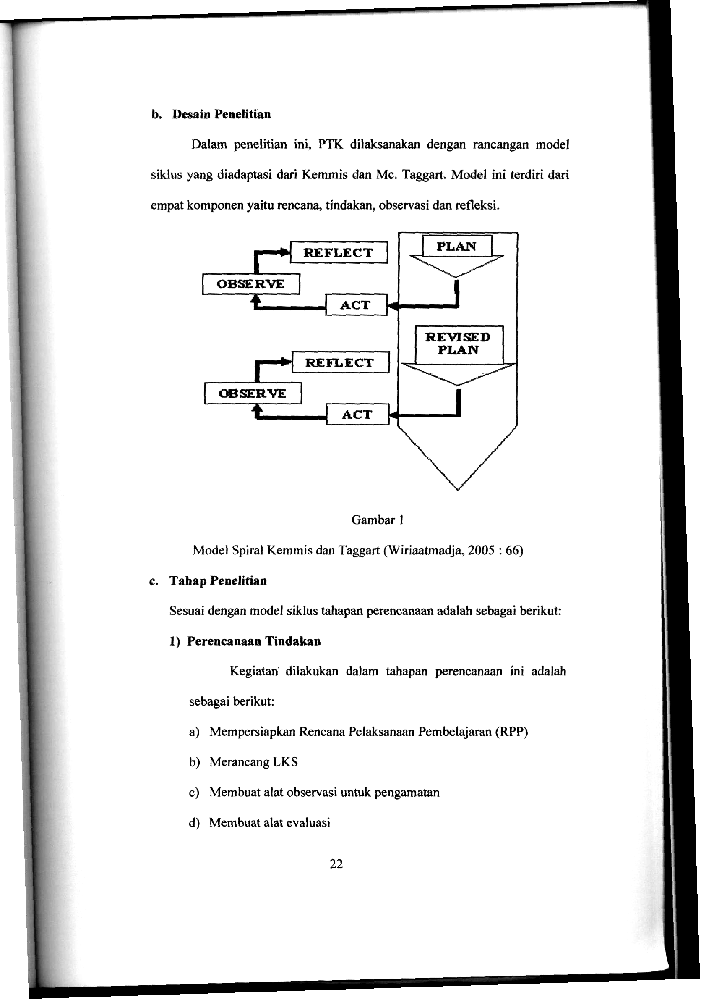 b. Desain Penelitian
Dalam penelitian ini, PTK dilaksanakan dengan rancangan model
siklus yang diadaptasi dari Kemmis dan Mc. Taggart. Model ini terdiri dari
empat komponen yaitu rencana, tindakan, observasi dan refleksi.
PLAN
REFLECT
OBSERVE
ACT
REVISED
PLAN
REFLECT
OBSERVE
ACT
Gambar 1
Model Spiral Kemmis dan Taggart (Wiriaatmadja, 2005 : 66)
c. Tahap Penelitian
Sesuai dengan model siklus tahapan perencanaan adalah sebagai berikut:
1) Perencanaan Tindakan
Kegiatan dilakukan dalam tahapan perencanaan ini adalah
sebagai berikut:
a) Mempersiapkan Rencana Pelaksanaan Pembelajaran (RPP)
b) Merancang LKS
c) Membuat alat observasi untuk pengamatan
d) Membuat alat evaluasi
22